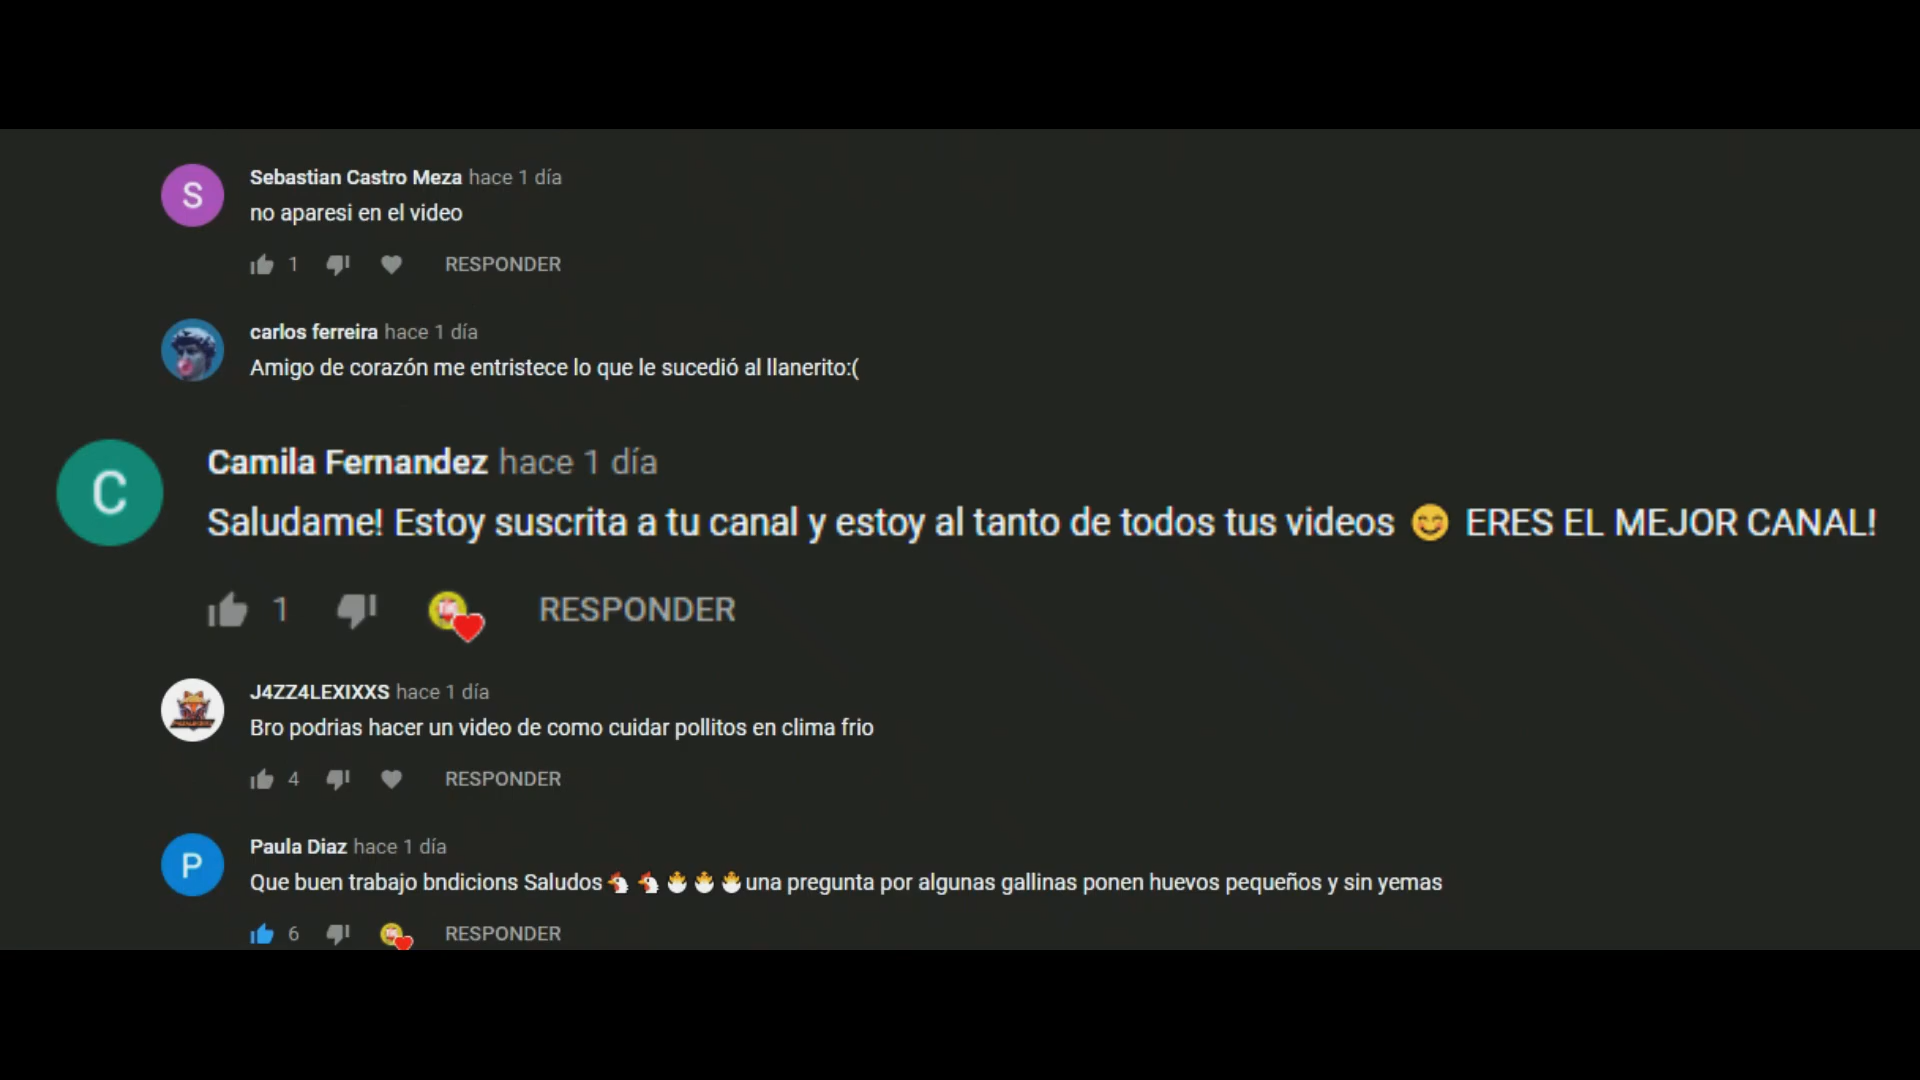 S
Sebastian Castro Meza hace 1 día
no aparesi en el video
1 RESPONDER
carlos ferreira hace 1 día
Amigo de corazón me entristece lo que le sucedió al llanerito:(
C
Camila Fernandez hace 1 día
Saludame! Estoy suscrita a tu canal y estoy al tanto de todos tus videos 😊 ERES EL MEJOR CANAL!
1 RESPONDER
J4ZZ4LEXIXXS hace 1 día
Bro podrias hacer un video de como cuidar pollitos en clima frio
4 RESPONDER
P
Paula Diaz hace 1 día
Que buen trabajo bndicions Saludos🐔🐔🐣🐣🐣una pregunta por algunas gallinas ponen huevos pequeños y sin yemas
6 RESPONDER